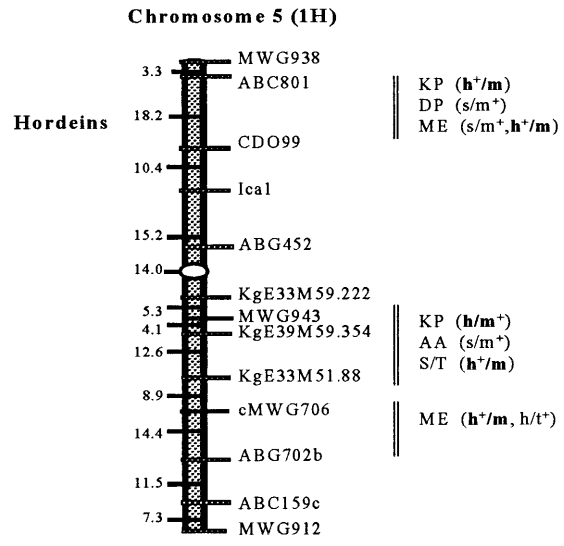 Chromosome 5 (1H)
MWG938
3.3
ABC801
KP (h+/m)
DP (s/m+)
18.2
Hordeins
ME (s/m+,h+/m)
CDO99
10.4
Ica1
15.2
ABG452
14.0
KgE33M59.222
5.3
MWG943
KP (h/m+)
4.1
KgE39M59.354
AA (s/m+)
12.6
S/T (h+/m)
KgE33M51.88
8.9
cMWG706
ME (h+/m, h/t+)
14.4
ABG702b
11.5
ABC159c
7.3
MWG912